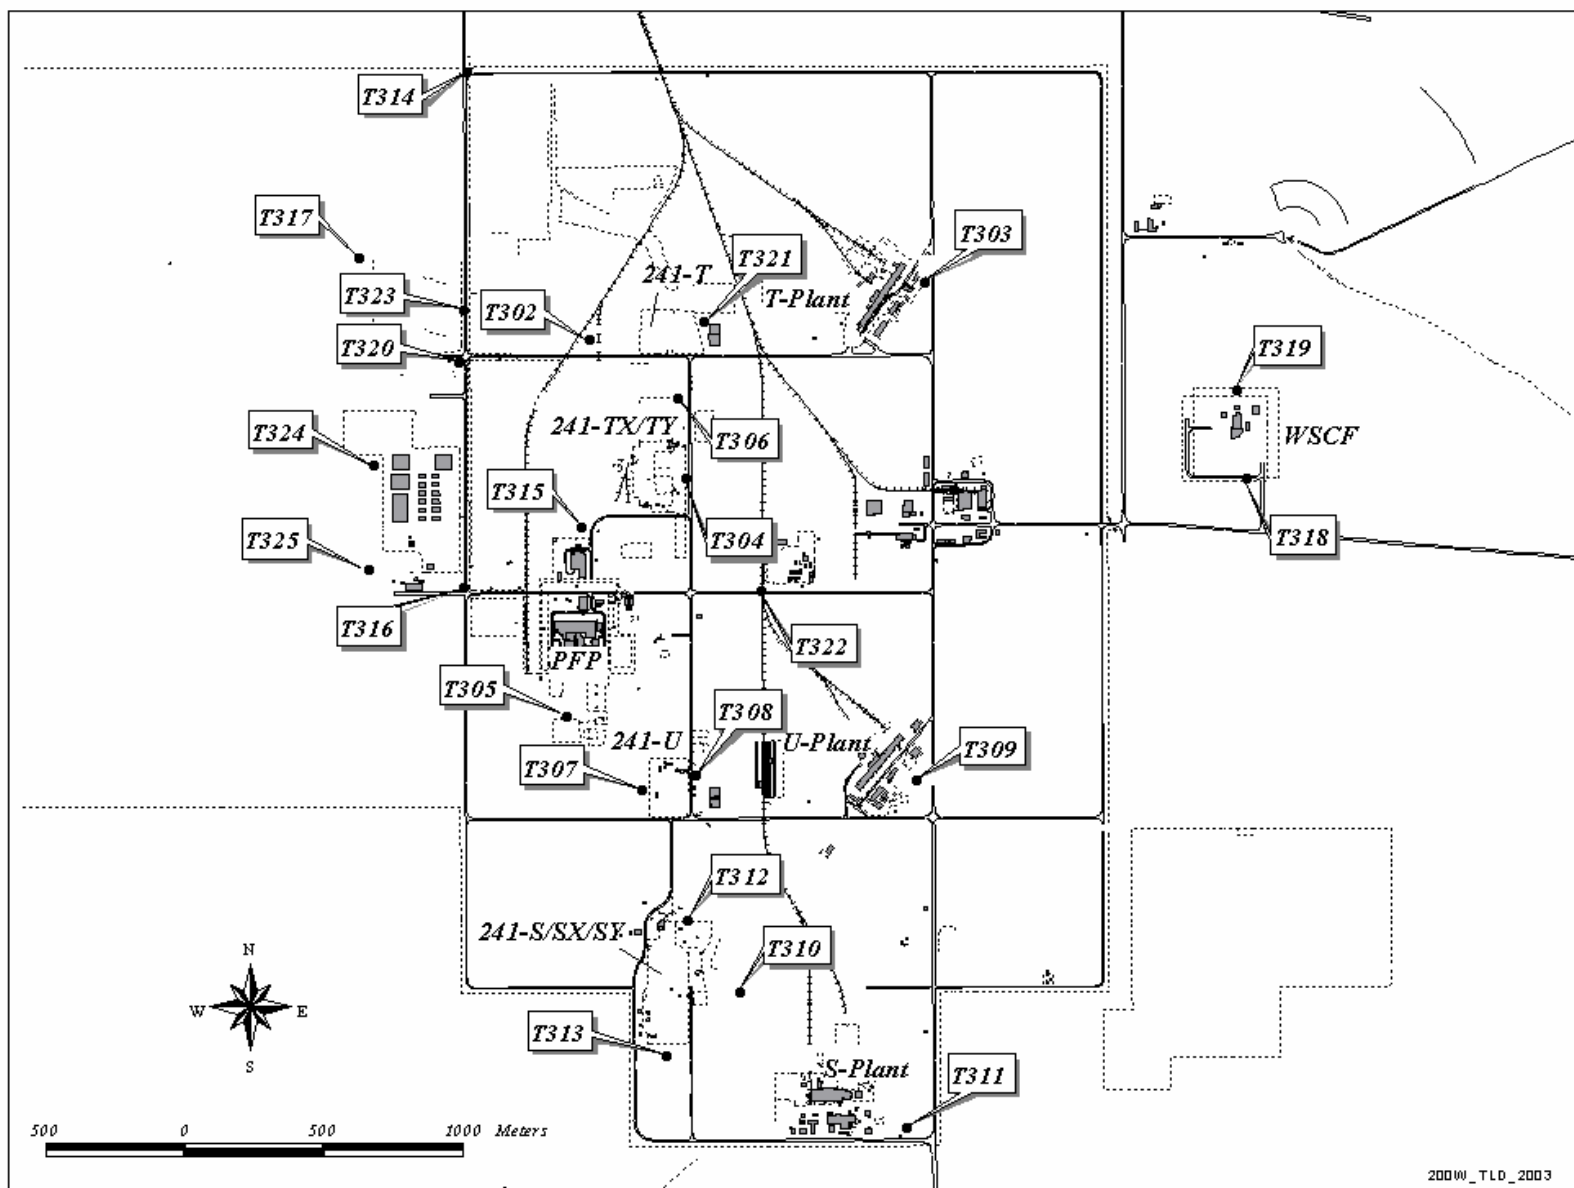 T314
T317
T303
T321
241-T
T-Plant
T323
T302
T320
T319
T324
241-TX/TY
T306
WSCF
T315
T325
T304
T318
T316
T322
PFP
T305
T308
241-U
U-Plant
T307
T309
T312
241-S/SX/SY
T310
N
W
E
S
T313
S-Plant
T311
500 0 500 1000 Meters
200W_TLD_2003